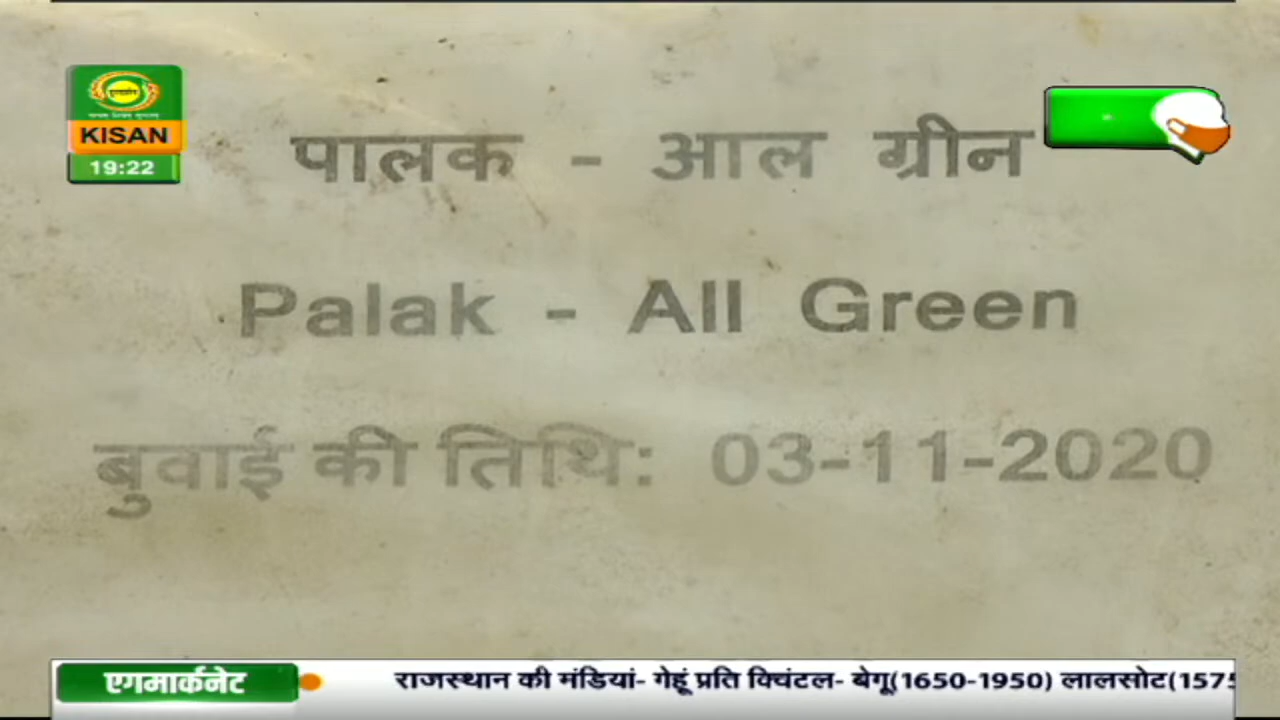 KISAN
19:22
पालक - आल ग्रीन
Palak - All Green
बुवाई की तिथि: 03-11-2020
एगमार्कनेट राजस्थान की मंडियां- गेहूं प्रति क्विंटल- बेगू(1650-1950) लालसोट(1575